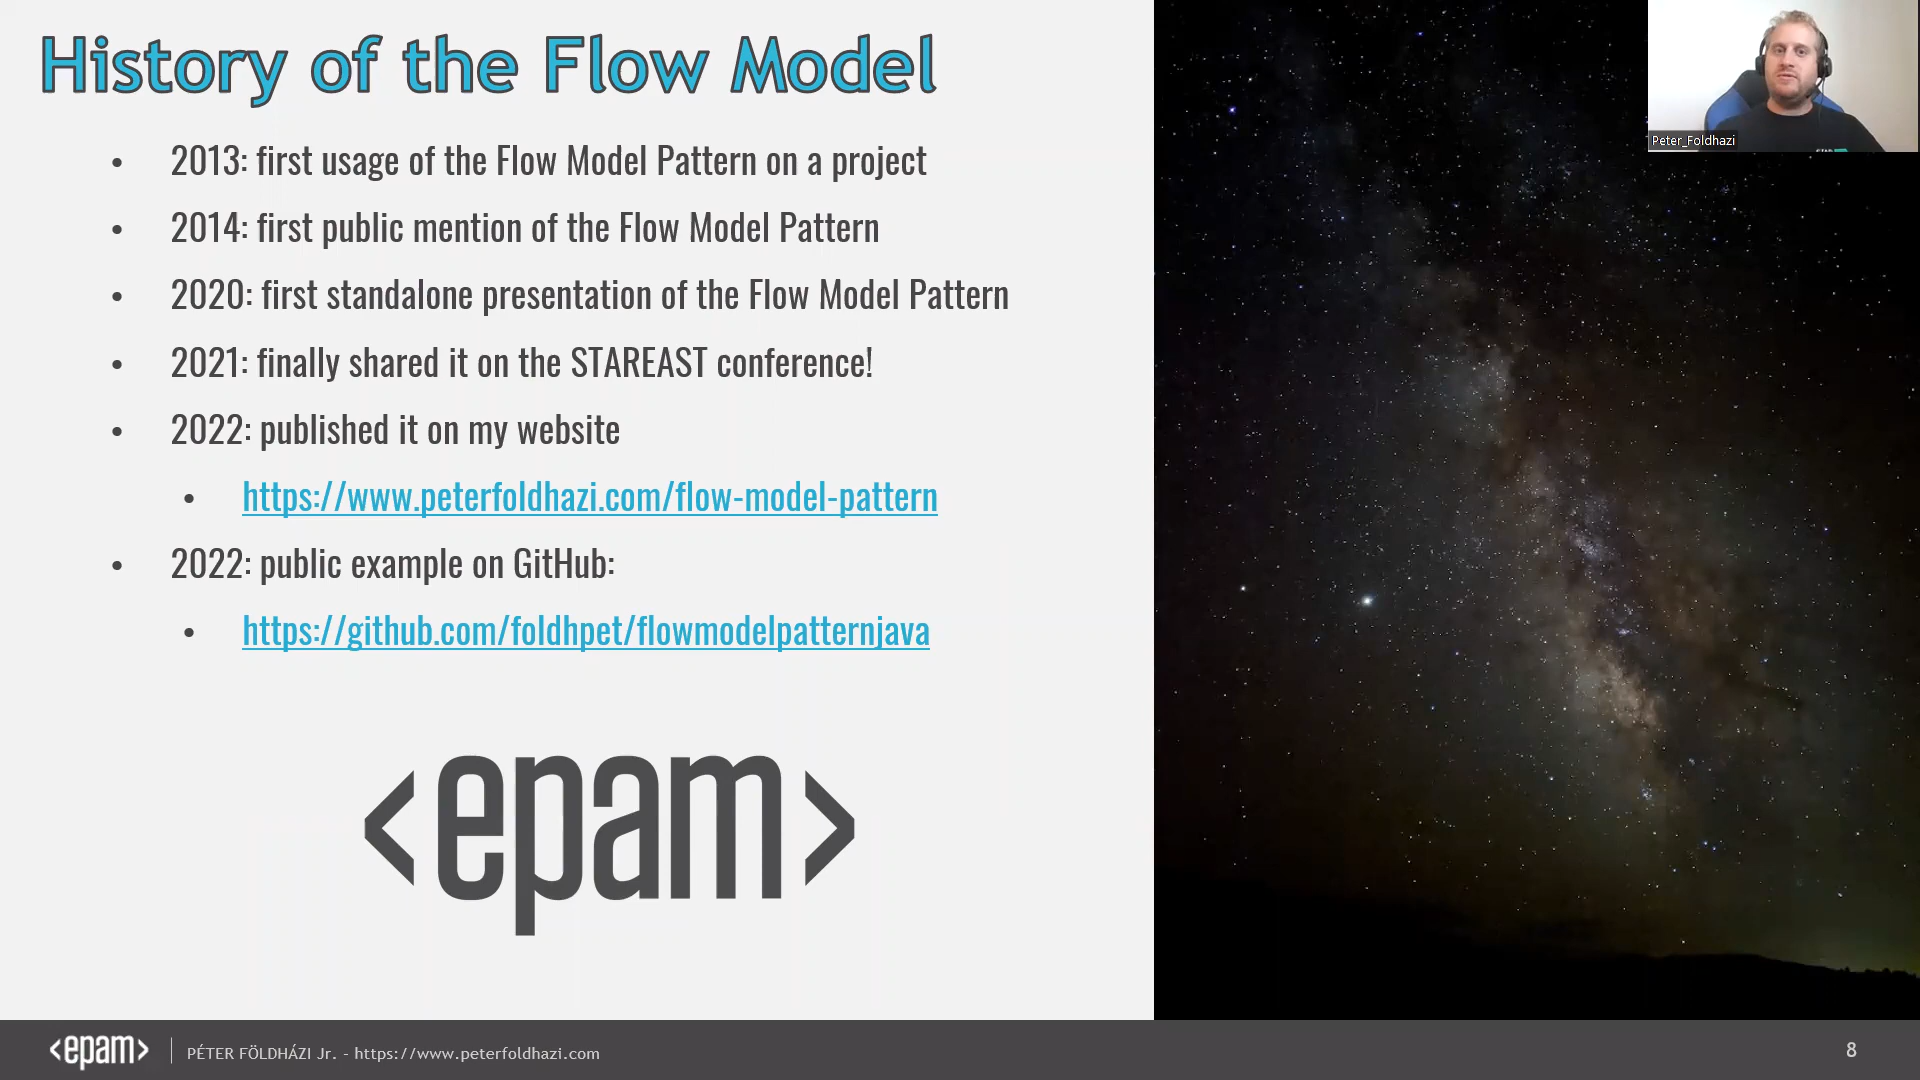 History of the Flow Model
Peter_Foldhazi
• 2013: first usage of the Flow Model Pattern on a project
• 2014: first public mention of the Flow Model Pattern
• 2020: first standalone presentation of the Flow Model Pattern
• 2021: finally shared it on the STAREAST conference!
• 2022: published it on my website
• https://www.peterfoldhazi.com/flow-model-pattern
• 2022: public example on GitHub:
• https://github.com/foldhpet/flowmodelpatternjava
<epam>
<epam> | PÉTER FÖLDHÁZI Jr. - https://www.peterfoldhazi.com
8